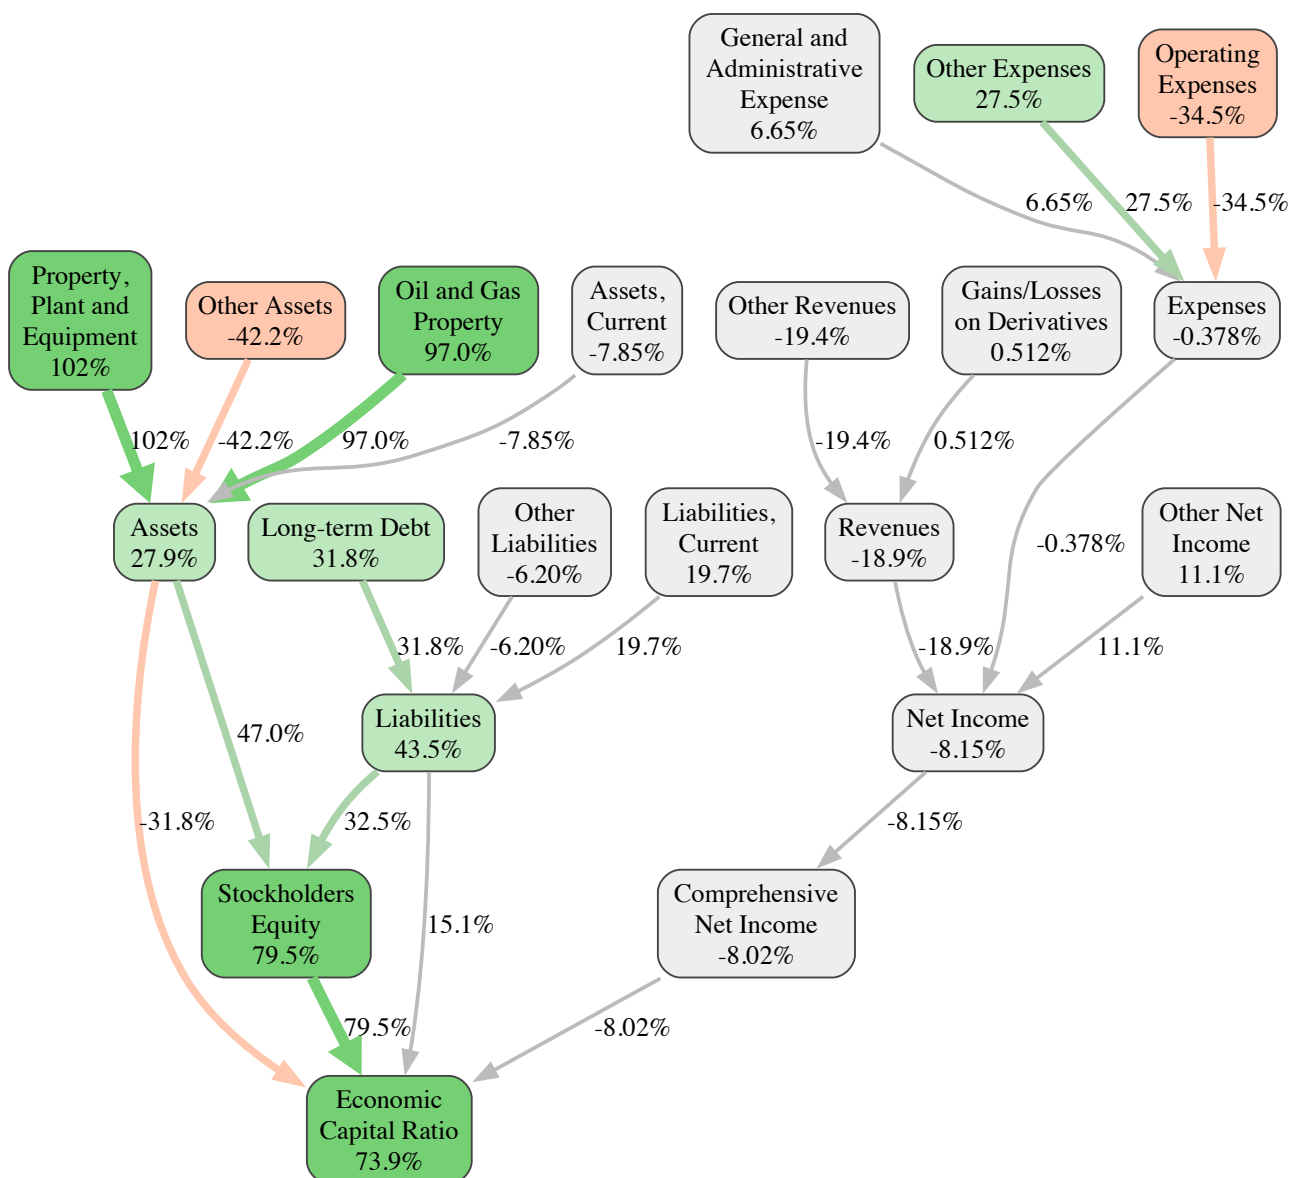 General and
Administrative
Expense
6.65%
Other Expenses
27.5%
Operating
Expenses
-34.5%
6.65%
27.5%
-34.5%
Property,
Plant and
Equipment
102%
Other Assets
-42.2%
Oil and Gas
Property
97.0%
Assets,
Current
-7.85%
Other Revenues
-19.4%
Gains/Losses
on Derivatives
0.512%
Expenses
-0.378%
102%
-42.2%
97.0%
-7.85%
-19.4%
0.512%
Assets
27.9%
Long-term Debt
31.8%
Other
Liabilities
-6.20%
Liabilities,
Current
19.7%
Revenues
-18.9%
-0.378%
Other Net
Income
11.1%
31.8%
-6.20%
19.7%
-18.9%
11.1%
47.0%
Liabilities
43.5%
Net Income
-8.15%
-31.8%
32.5%
-8.15%
Stockholders
Equity
79.5%
15.1%
Comprehensive
Net Income
-8.02%
79.5%
-8.02%
Economic
Capital Ratio
73.9%